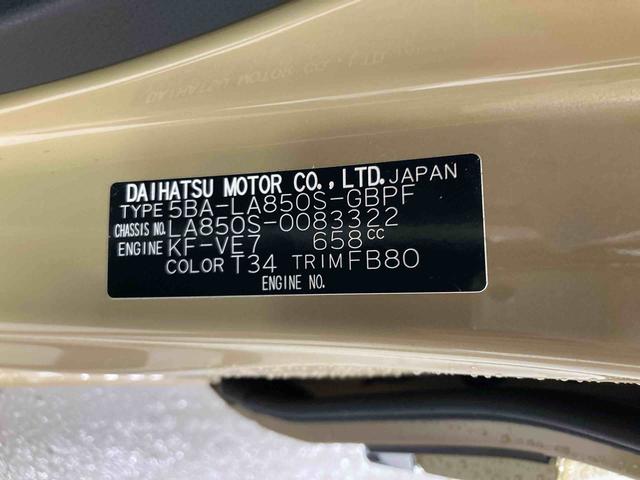 DAIHATSU MOTOR CO., LTD. JAPAN
TYPE 5BA-LA850S-GBPF
CHASSIS NO. LA850S-0083322
ENGINE KF-VE7 658cc
COLOR T34 TRIM FB80
ENGINE NO.